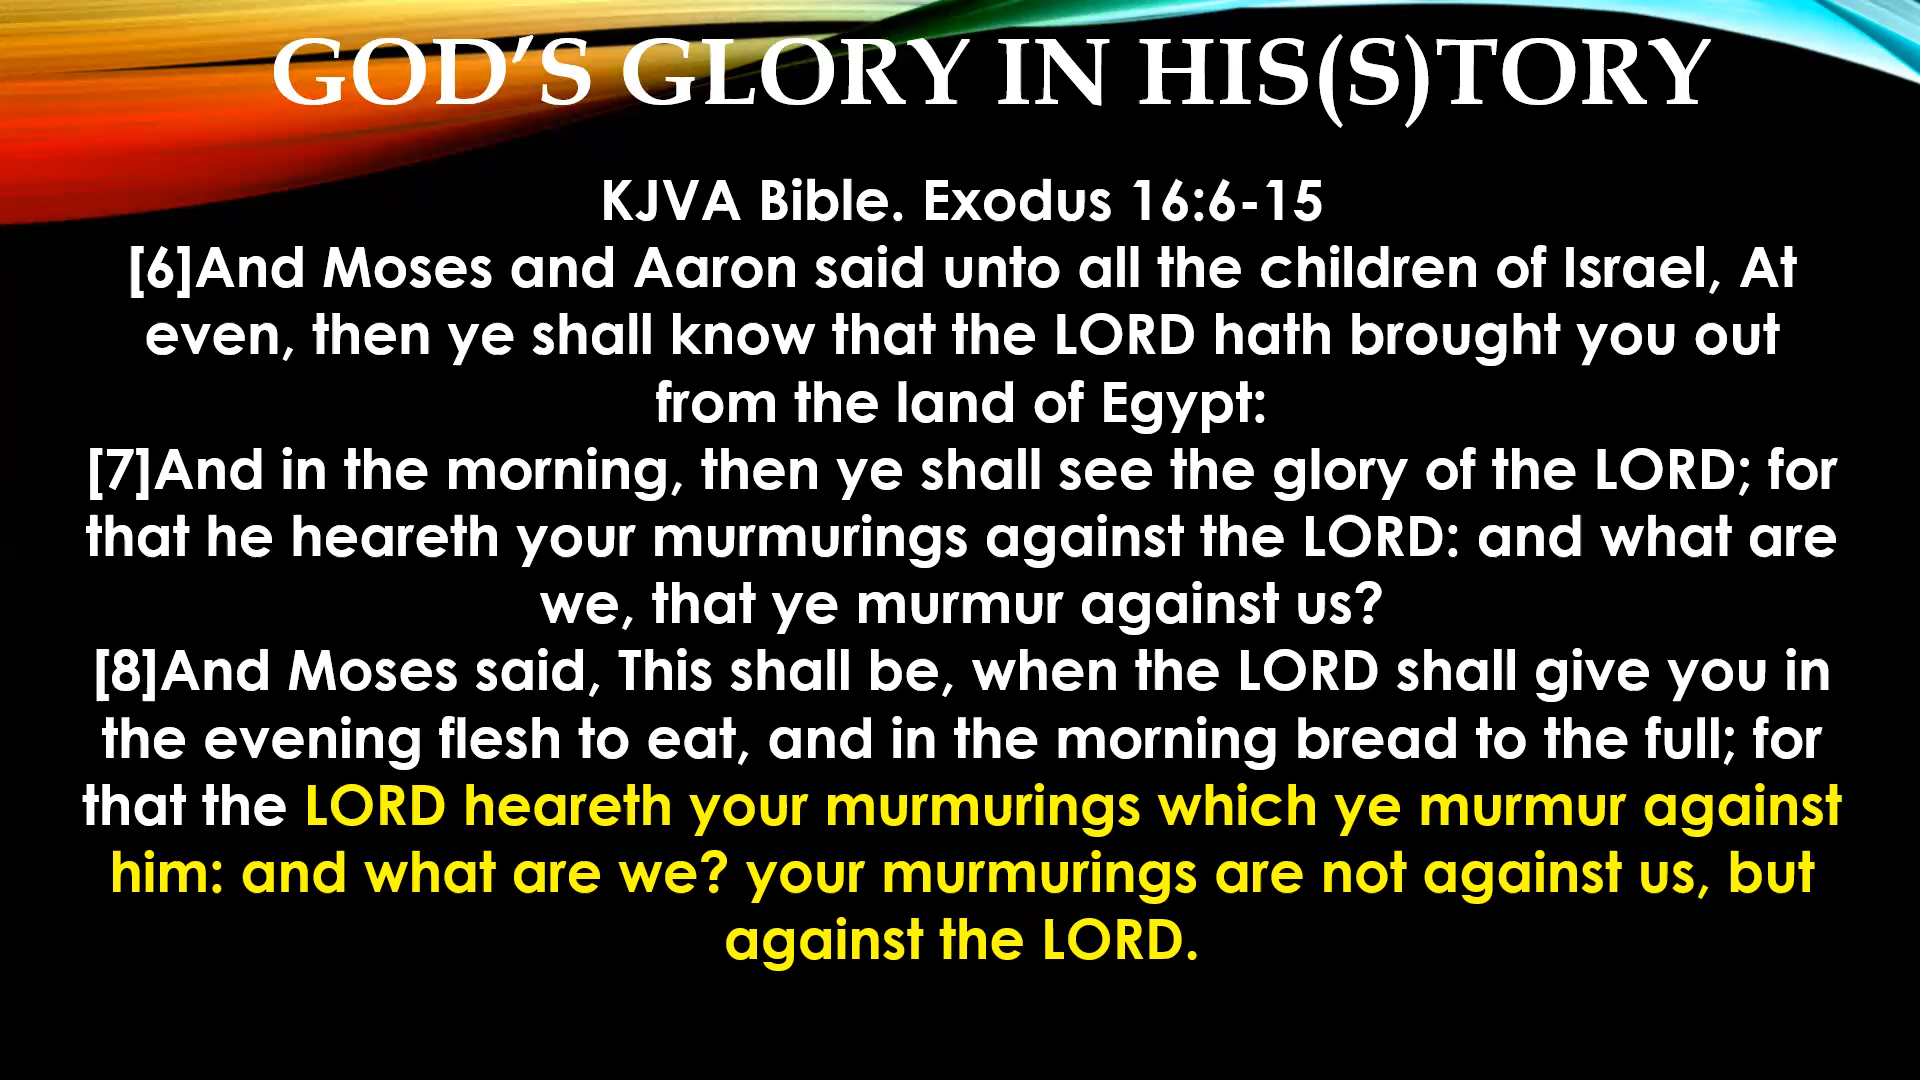 GOD’S GLORY IN HIS(S)TORY
KJVA Bible. Exodus 16:6-15
[6]And Moses and Aaron said unto all the children of Israel, At
even, then ye shall know that the LORD hath brought you out
from the land of Egypt:
[7]And in the morning, then ye shall see the glory of the LORD; for
that he heareth your murmurings against the LORD: and what are
we, that ye murmur against us?
[8]And Moses said, This shall be, when the LORD shall give you in
the evening flesh to eat, and in the morning bread to the full; for
that the LORD heareth your murmurings which ye murmur against
him: and what are we? your murmurings are not against us, but
against the LORD.